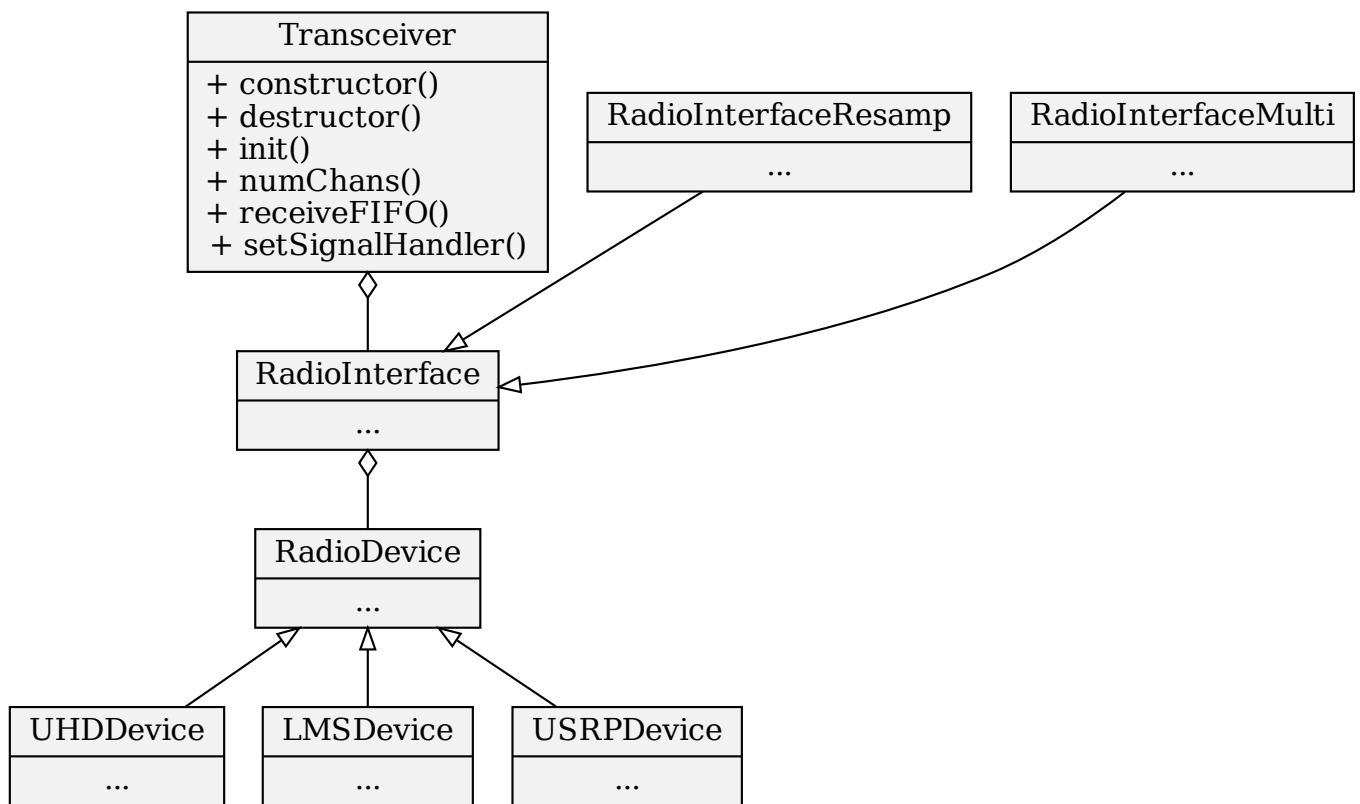 Transceiver
+ constructor()
+ destructor()
+ init()
+ numChans()
+ receiveFIFO()
+ setSignalHandler()
RadioInterfaceResamp
...
RadioInterfaceMulti
...
RadioInterface
...
RadioDevice
...
UHDDevice
...
LMSDevice
...
USRPDevice
...